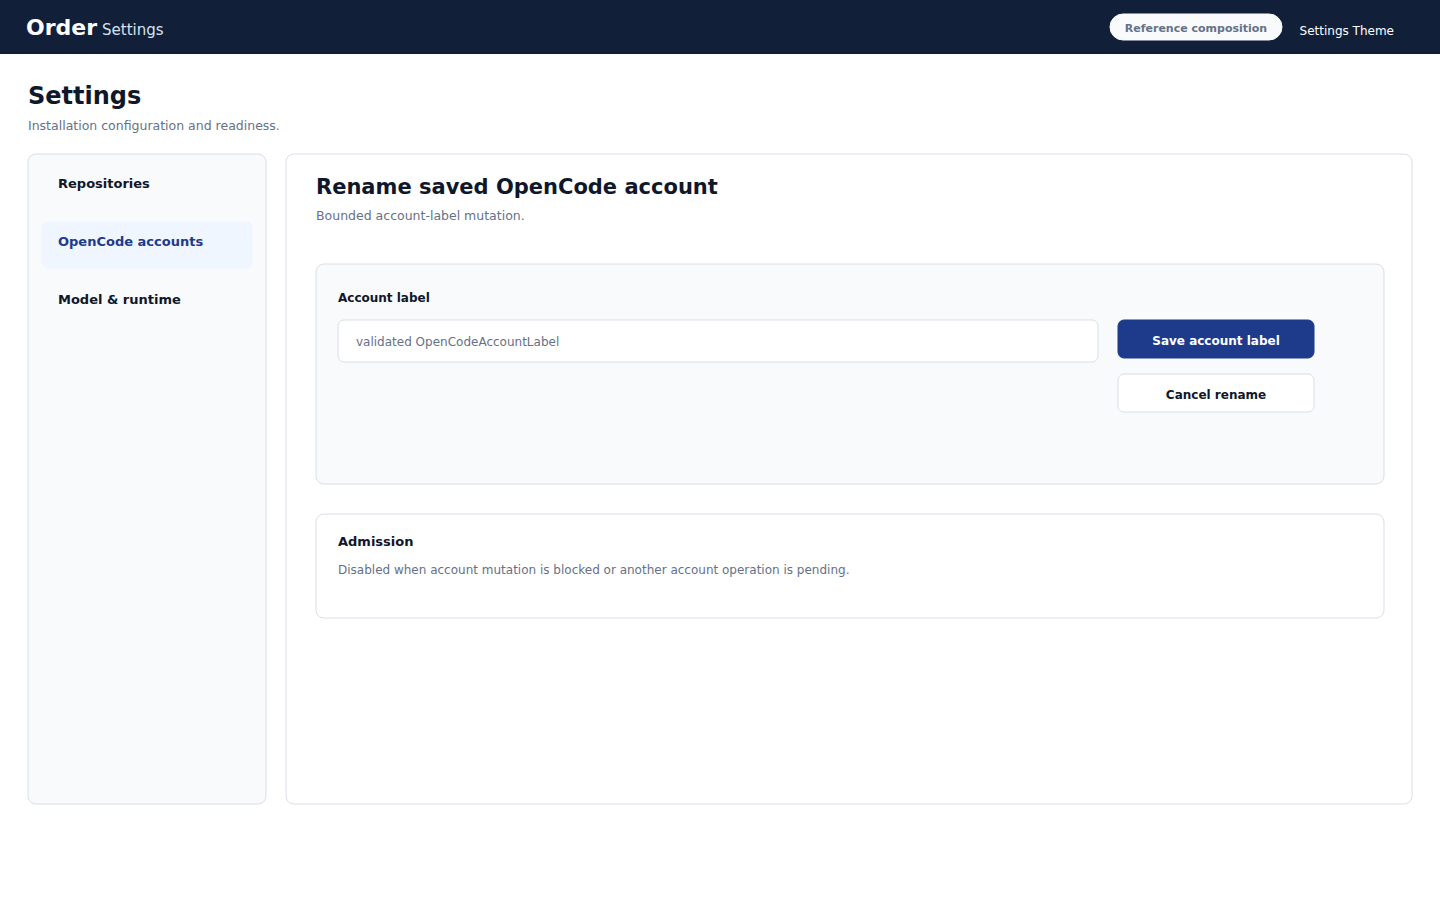 Order Settings
Reference composition
Settings Theme
Settings
Installation configuration and readiness.
Repositories
OpenCode accounts
Model & runtime
Rename saved OpenCode account
Bounded account-label mutation.
Account label
validated OpenCodeAccountLabel
Save account label
Cancel rename
Admission
Disabled when account mutation is blocked or another account operation is pending.